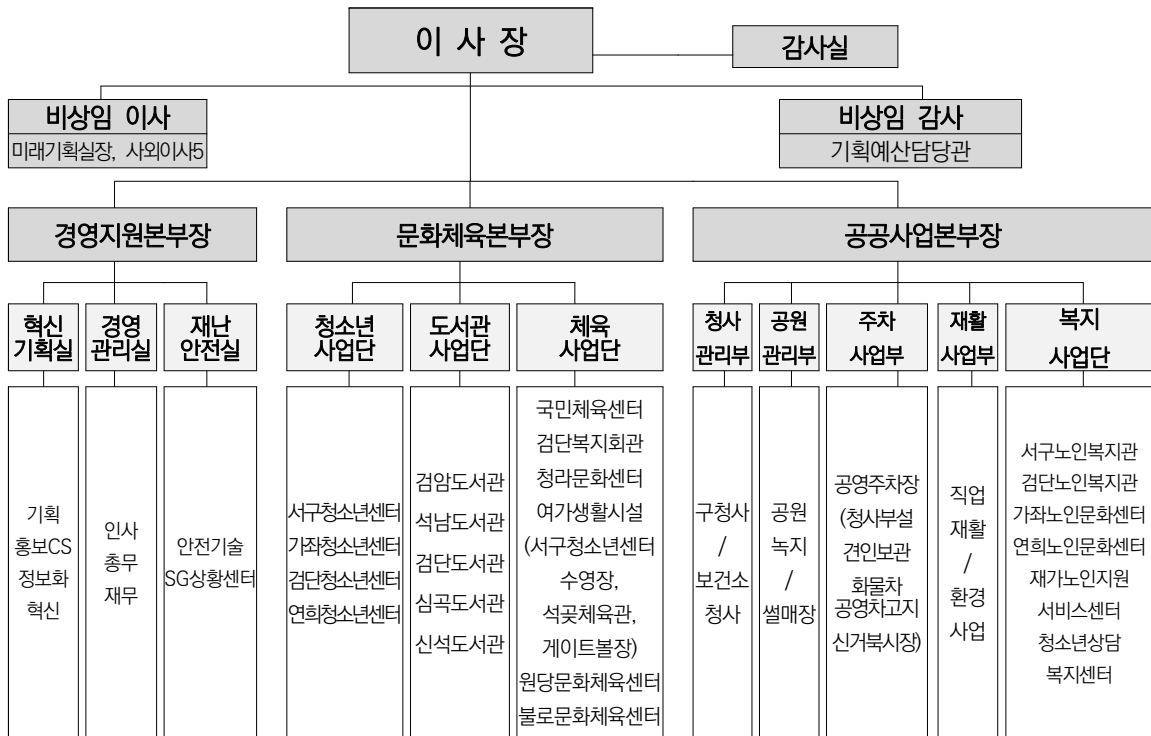 이 사 장
감사실
비상임 이사
미래기획실장, 사외이사5
비상임 감사
기획예산담당관
경영지원본부장
문화체육본부장
공공사업본부장
혁신
기획실
경영
관리실
재난
안전실
청소년
사업단
도서관
사업단
체육
사업단
청사
관리부
공원
관리부
주차
사업부
재활
사업부
복지
사업단
기획
홍보CS
정보화
혁신
인사
총무
재무
안전기술
SG상황센터
서구청소년센터
가좌청소년센터
검단청소년센터
연희청소년센터
검암도서관
석남도서관
검단도서관
심곡도서관
신석도서관
국민체육센터
검단복지회관
청라문화센터
여가생활시설
(서구청소년센터
수영장,
석곶체육관,
게이트볼장)
원당문화체육센터
불로문화체육센터
구청사
/
보건소
청사
공원
녹지
/
썰매장
공영주차장
(청사부설
견인보관
화물차
공영차고지
신거북시장)
직업
재활
/
환경
사업
서구노인복지관
검단노인복지관
가좌노인문화센터
연희노인문화센터
재가노인지원
서비스센터
청소년상담
복지센터